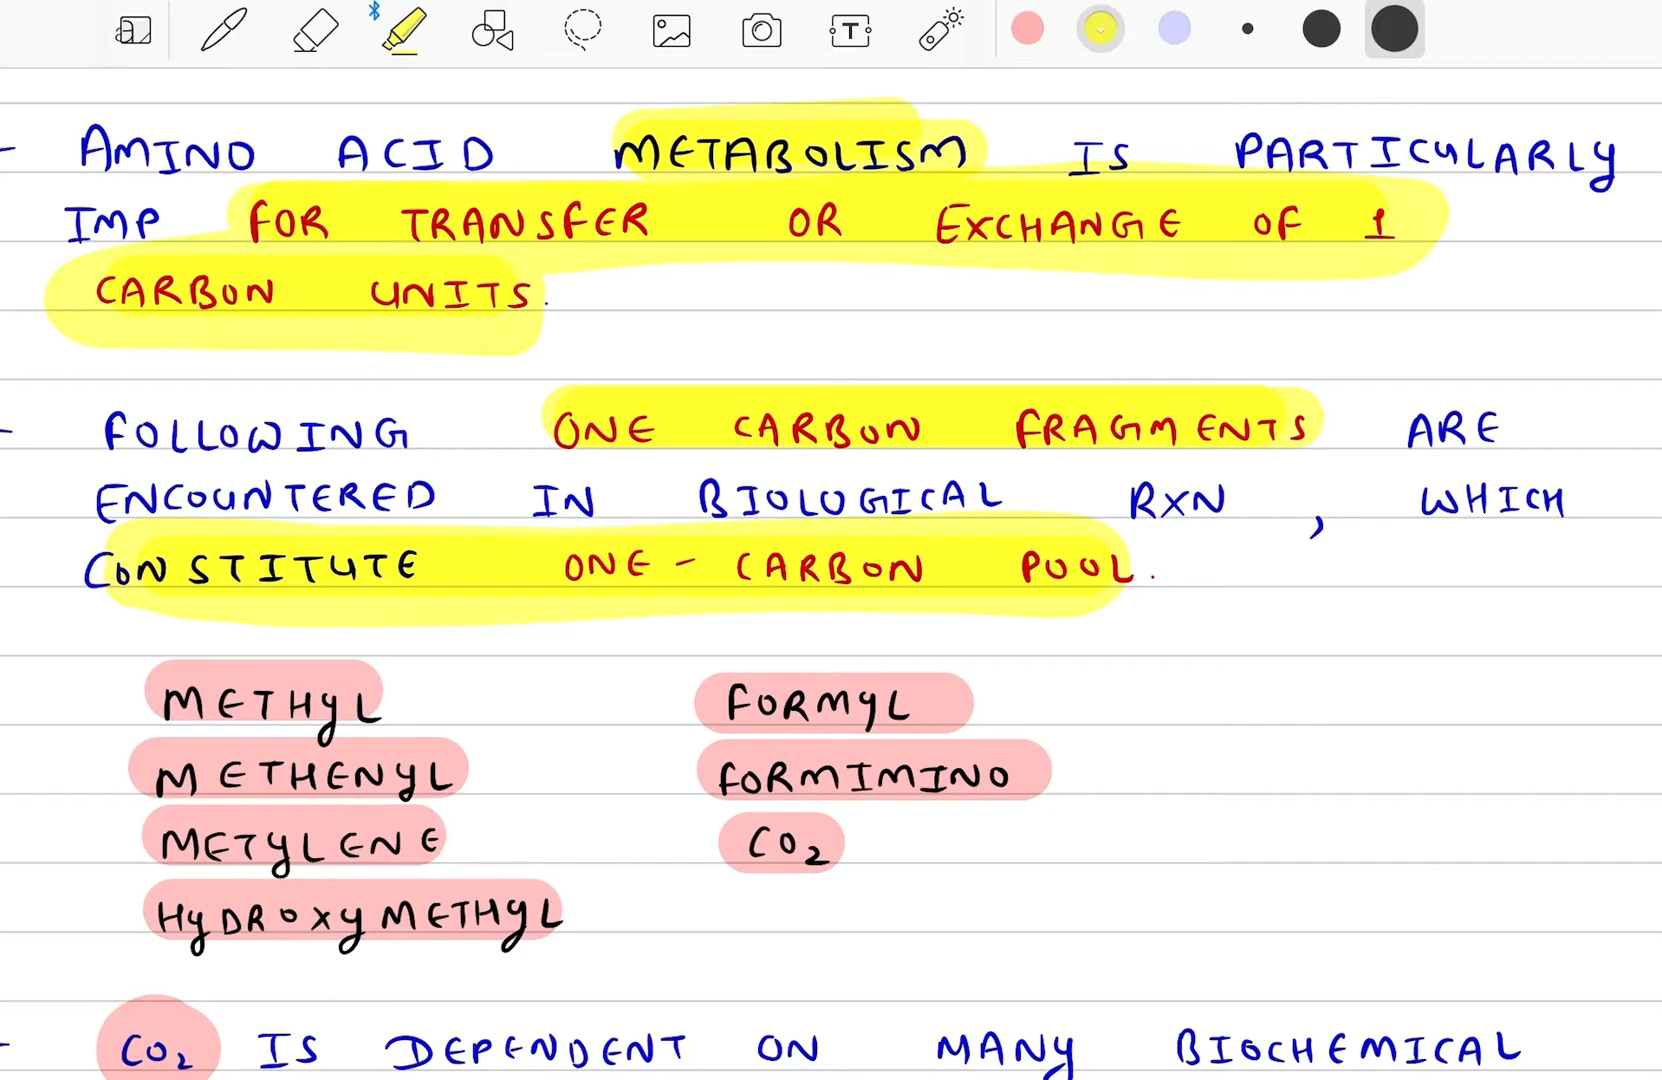 - AMINO ACID METABOLISM IS PARTICULARLY
IMP FOR TRANSFER OR EXCHANGE OF 1
CARBON UNITS.
- FOLLOWING ONE CARBON FRAGMENTS ARE
ENCOUNTERED IN BIOLOGICAL RXN , WHICH
CONSTITUTE ONE - CARBON POOL.
METHYL FORMYL
METHENYL FORMIMINO
METYLENE CO₂
HYDROXYMETHYL
- CO₂ IS DEPENDENT ON MANY BIOCHEMICAL